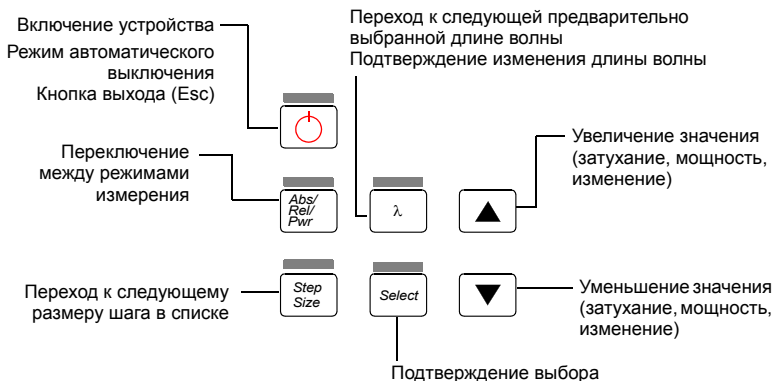 Включение устройства
Режим автоматического
выключения
Кнопка выхода (Esc)
Переход к следующей предварительно
выбранной длине волны
Подтверждение изменения длины волны
Переключение
между режимами
измерения
Abs/
Rel/
Pwr
λ
Увеличение значения
(затухание, мощность,
изменение)
Переход к следующему
размеру шага в списке
Step
Size
Select
Уменьшение значения
(затухание, мощность,
изменение)
Подтверждение выбора